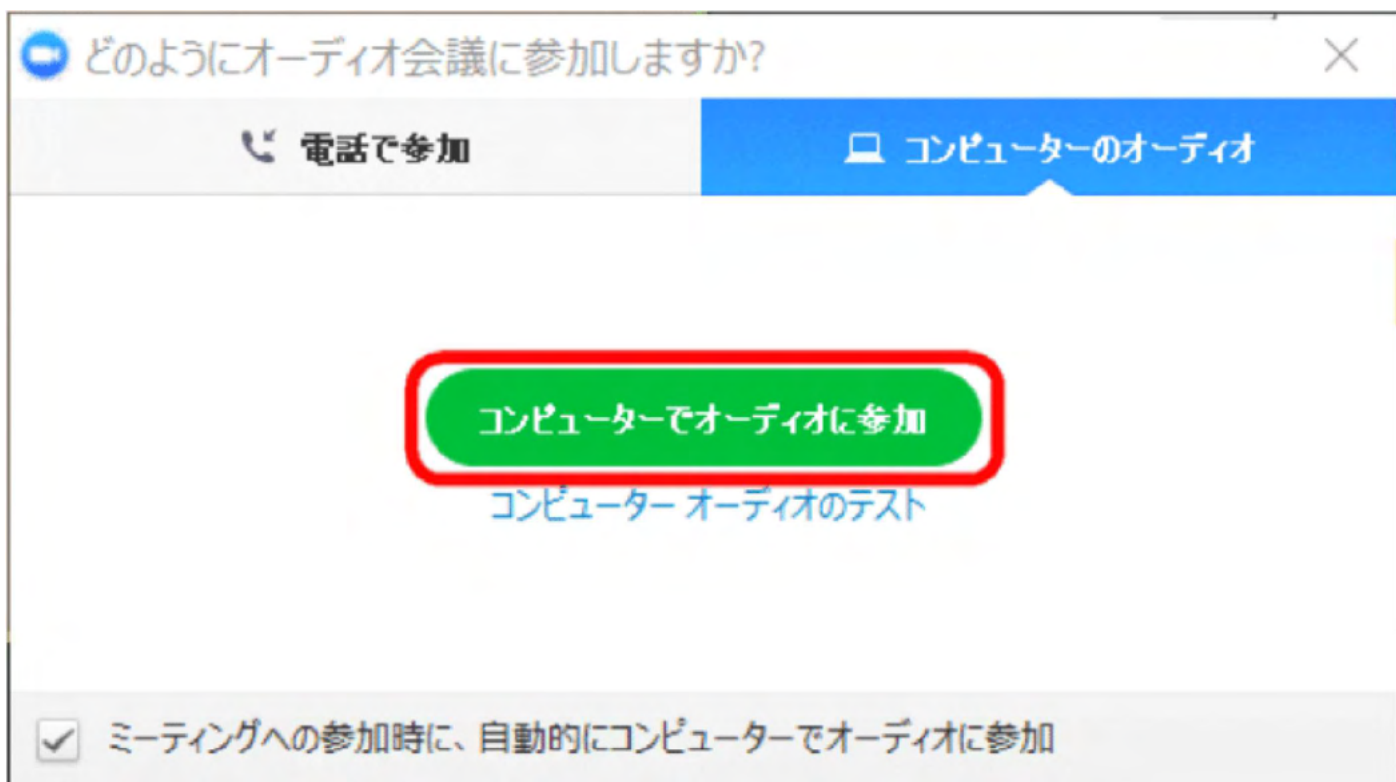 どのようにオーディオ会議に参加しますか?
電話で参加
コンピューターのオーディオ
コンピューターでオーディオに参加
コンピューター オーディオのテスト
ミーティングへの参加時に、自動的にコンピューターでオーディオに参加